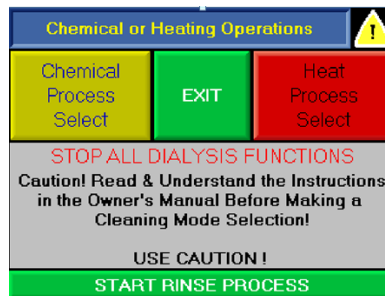 Chemical or Heating Operations
!
Chemical
Process
Select
EXIT
Heat
Process
Select
STOP ALL DIALYSIS FUNCTIONS
Caution! Read & Understand the Instructions
in the Owner's Manual Before Making a
Cleaning Mode Selection!
USE CAUTION !
START RINSE PROCESS